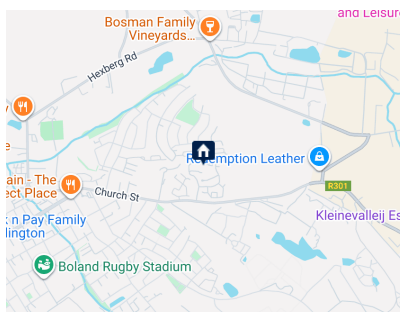 and Leisure
Bosman Family
Vineyards...
Hexberg Rd
Redemption Leather
R301
ain - The
ect Place
Church St
Kleinevalleij Es
k n Pay Family
llington
Boland Rugby Stadium